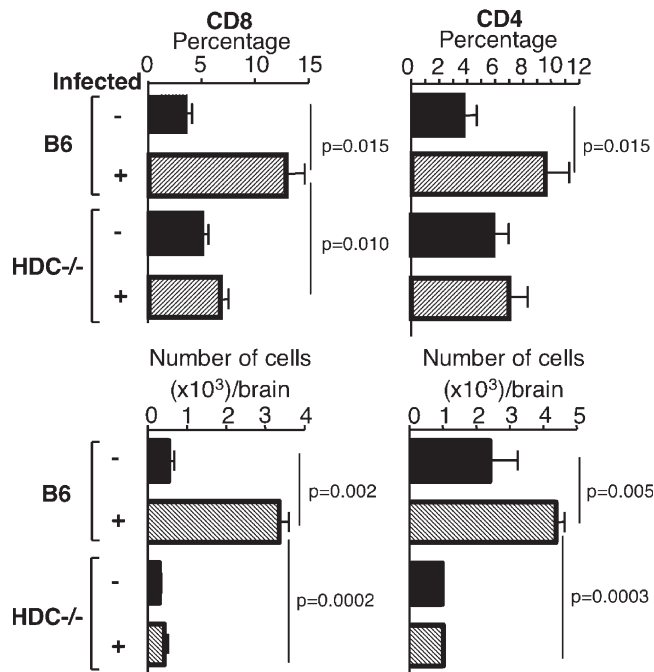 CD8 CD4
Percentage Percentage
0 5 10 15 0 2 4 6 8 10 12
Infected
B6 - p=0.015 p=0.015
+
HDC-/- - p=0.010
+
Number of cells Number of cells
(x10³)/brain (x10³)/brain
0 1 2 3 4 0 1 2 3 4 5
B6 - p=0.002 p=0.005
+
HDC-/- - p=0.0002 p=0.0003
+